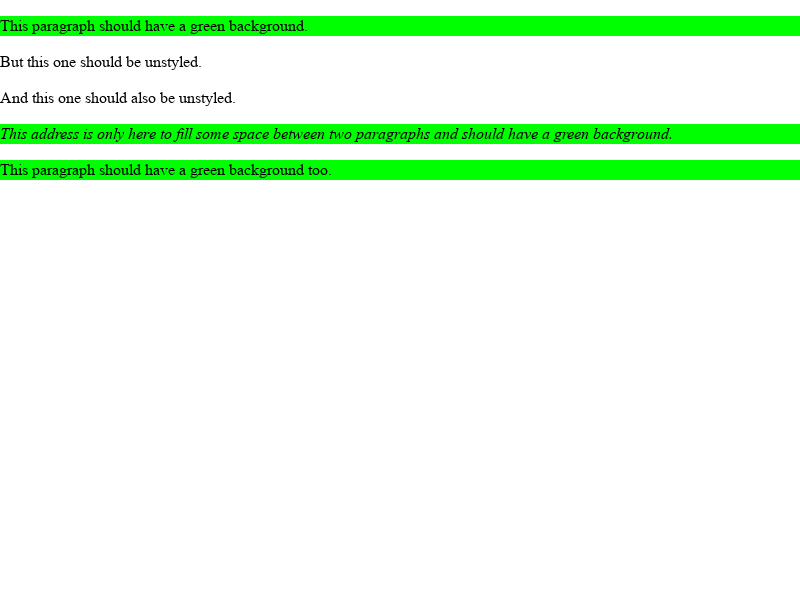 This paragraph should have a green background.
But this one should be unstyled.
And this one should also be unstyled.
This address is only here to fill some space between two paragraphs and should have a green background.
This paragraph should have a green background too.